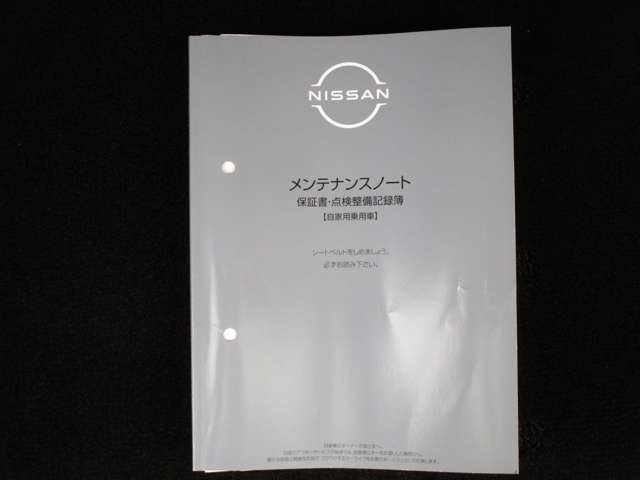 NISSAN
メンテナンスノート
保証書・点検整備記録簿
【自家用乗用車】
シートベルトをしめましょう。
必ずお読み下さい。